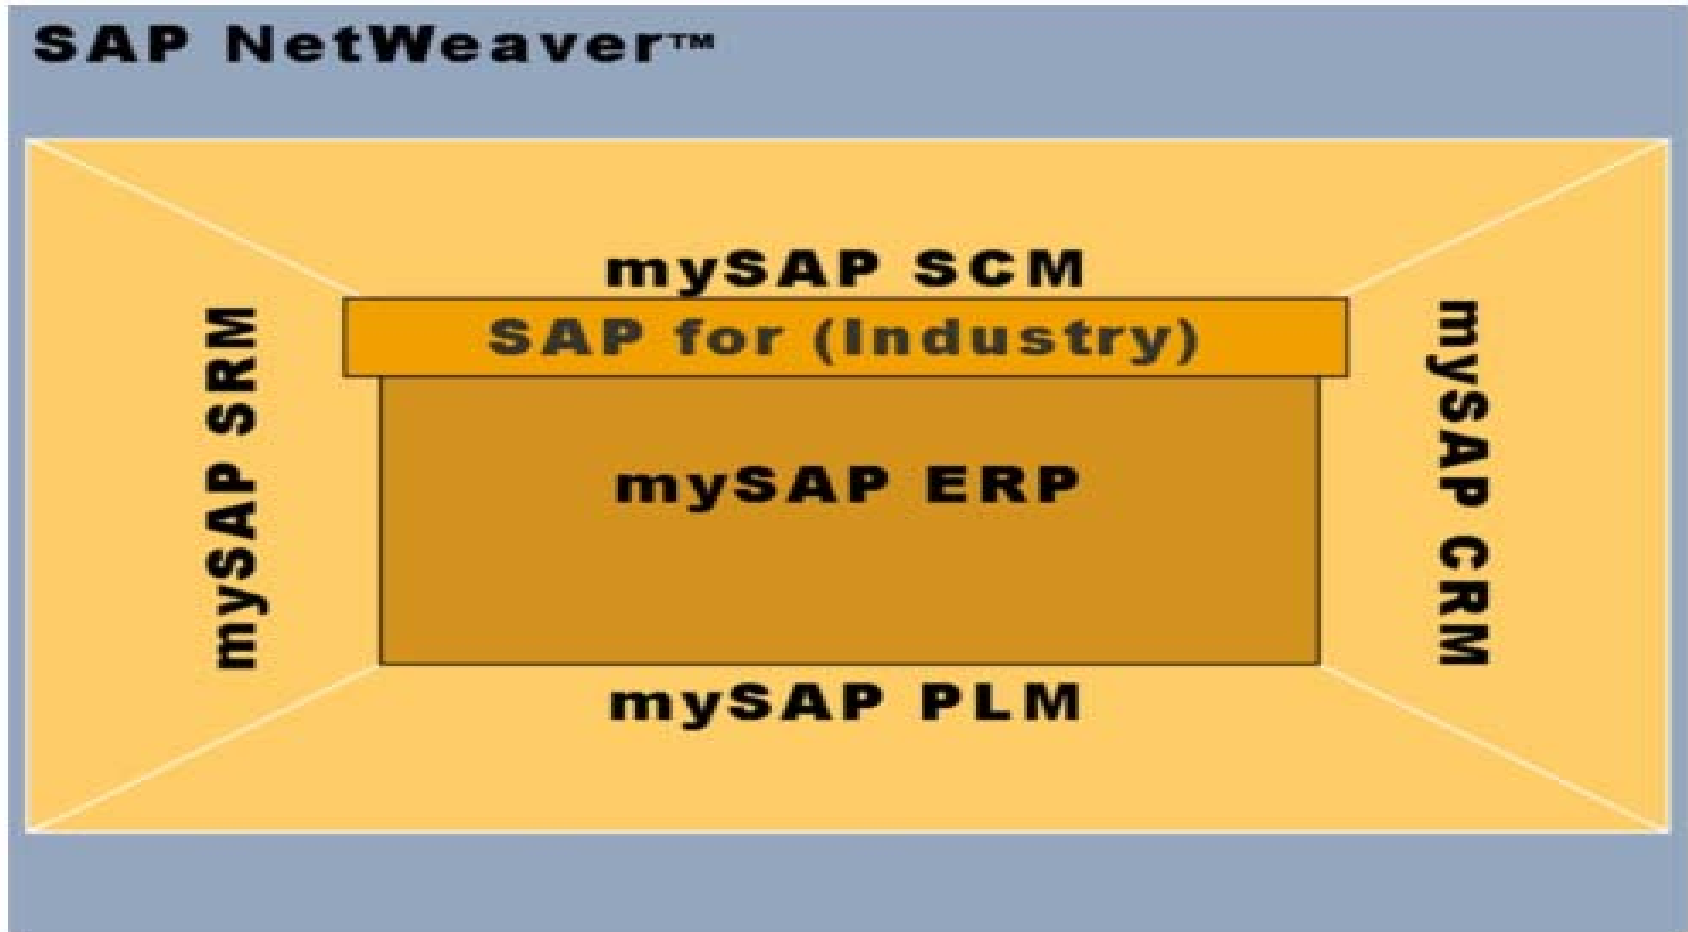 SAP NetWeaver™
mySAP SCM
SAP for (Industry)
mySAP SRM
mySAP ERP
mySAP CRM
mySAP PLM